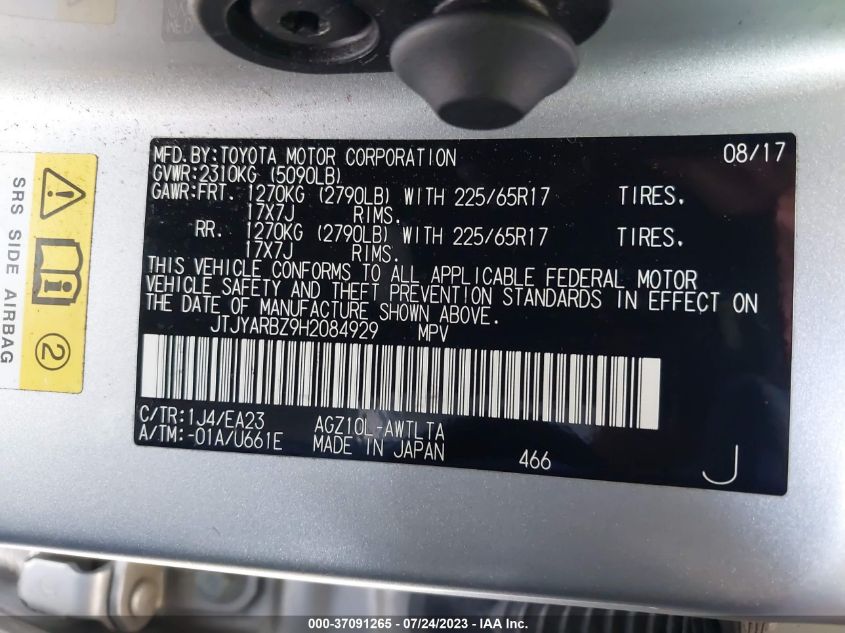 MFD.BY:TOYOTA MOTOR CORPORATION 08/17
GVWR:2310KG (5090LB)
GAWR:FRT. 1270KG (2790LB) WITH 225/65R17 TIRES.
17X7J RIMS.
RR. 1270KG (2790LB) WITH 225/65R17 TIRES.
17X7J RIMS.
THIS VEHICLE CONFORMS TO ALL APPLICABLE FEDERAL MOTOR
VEHICLE SAFETY AND THEFT PREVENTION STANDARDS IN EFFECT ON
THE DATE OF MANUFACTURE SHOWN ABOVE.
JTJYARBZ9H2084929 MPV
C/TR:1J4/EA23 AGZ10L-AWTLTA
A/TM:-01A/U661E MADE IN JAPAN 466 J
SRS SIDE AIRBAG
2
000-37091265 - 07/24/2023 - IAA Inc.